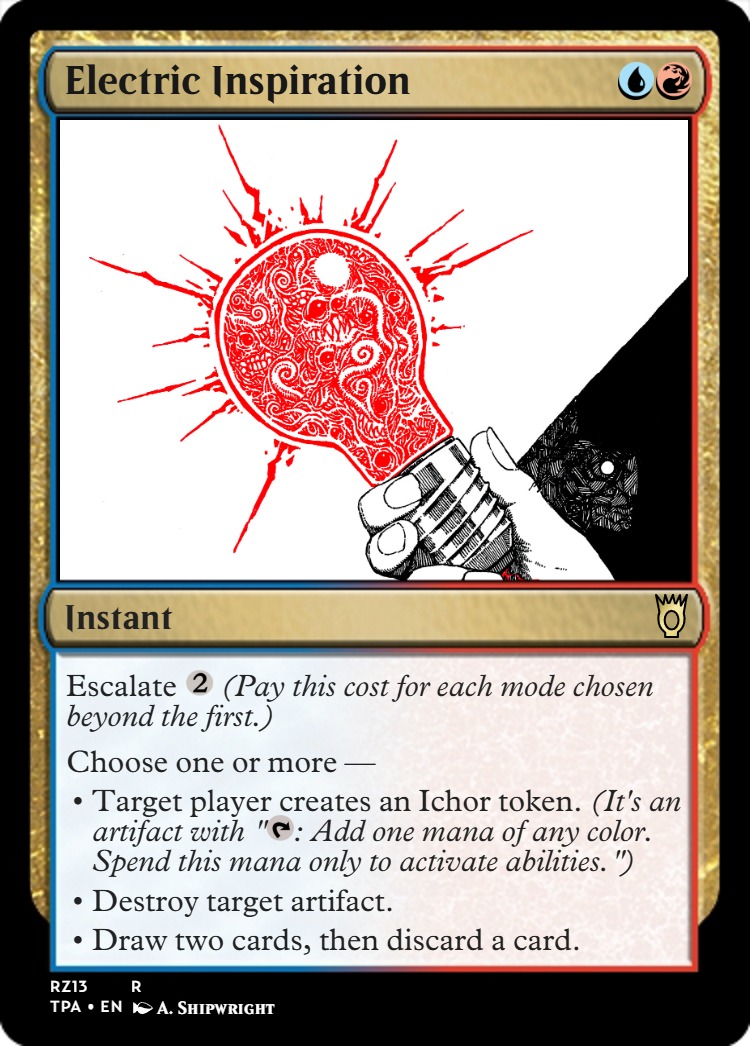 Electric Inspiration
Instant
Escalate 2 (Pay this cost for each mode chosen
beyond the first.)
Choose one or more —
• Target player creates an Ichor token. (It's an
artifact with ": Add one mana of any color.
Spend this mana only to activate abilities.")
• Destroy target artifact.
• Draw two cards, then discard a card.
RZ13 R
TPA • EN A. Shipwright